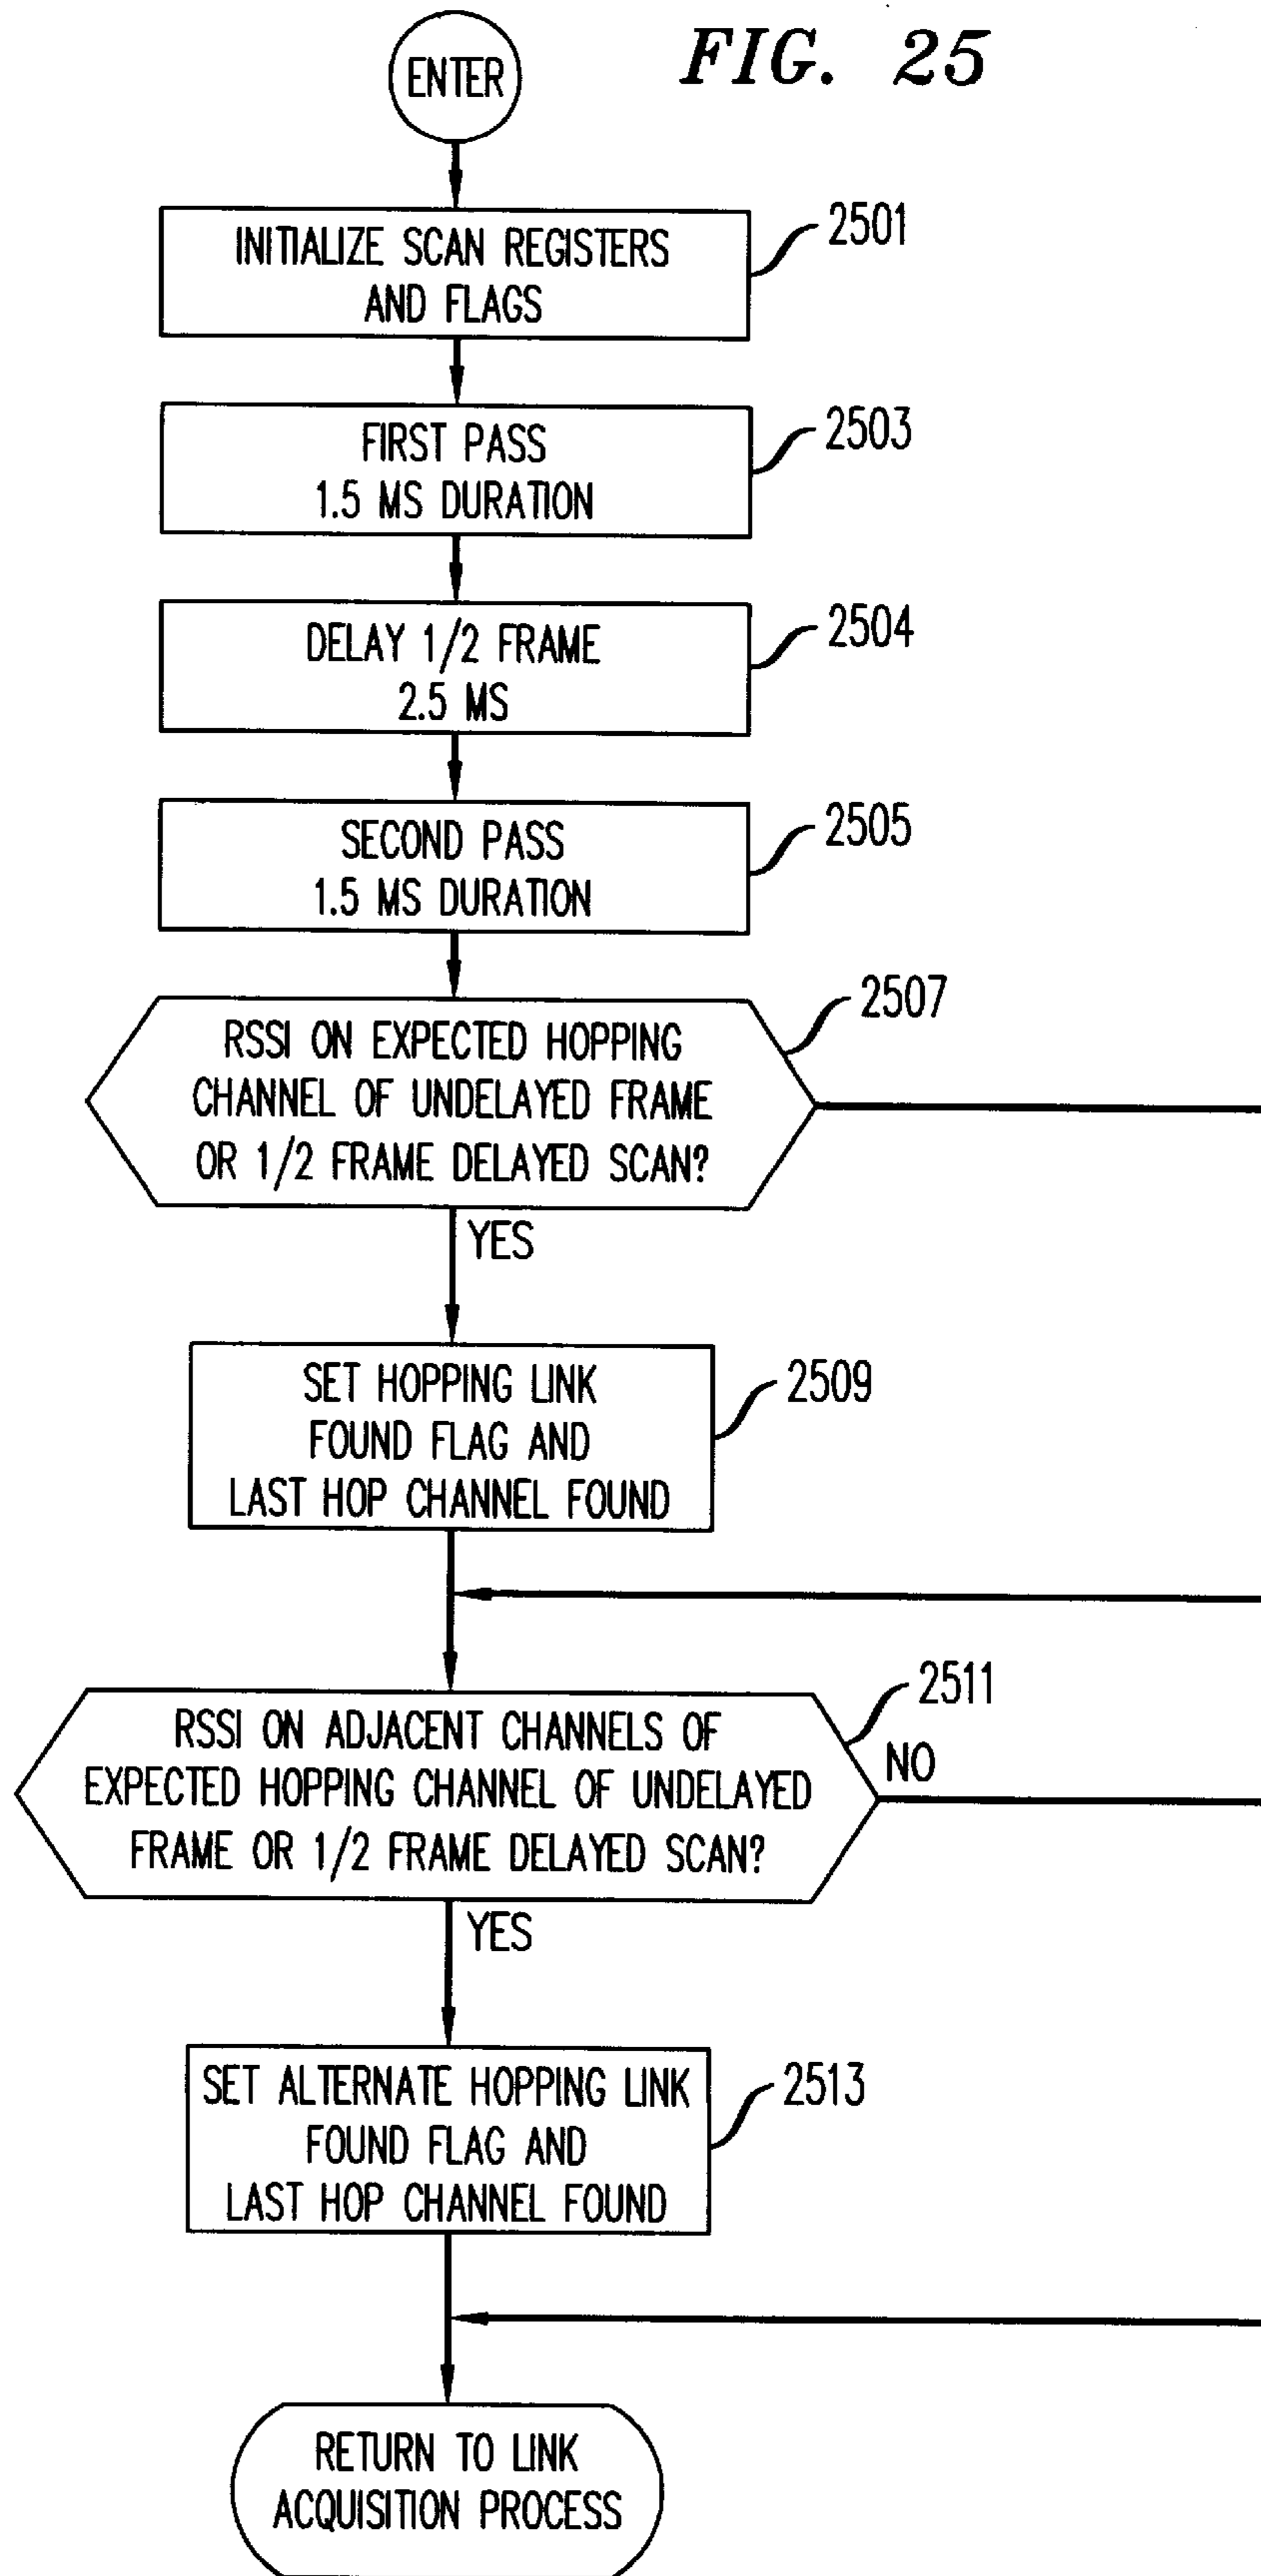 FIG. 25
ENTER
INITIALIZE SCAN REGISTERS
AND FLAGS
2501
FIRST PASS
1.5 MS DURATION
2503
DELAY 1/2 FRAME
2.5 MS
2504
SECOND PASS
1.5 MS DURATION
2505
RSSI ON EXPECTED HOPPING
CHANNEL OF UNDELAYED FRAME
OR 1/2 FRAME DELAYED SCAN?
2507
YES
SET HOPPING LINK
FOUND FLAG AND
LAST HOP CHANNEL FOUND
2509
RSSI ON ADJACENT CHANNELS OF
EXPECTED HOPPING CHANNEL OF UNDELAYED
FRAME OR 1/2 FRAME DELAYED SCAN?
2511
NO
YES
SET ALTERNATE HOPPING LINK
FOUND FLAG AND
LAST HOP CHANNEL FOUND
2513
RETURN TO LINK
ACQUISITION PROCESS